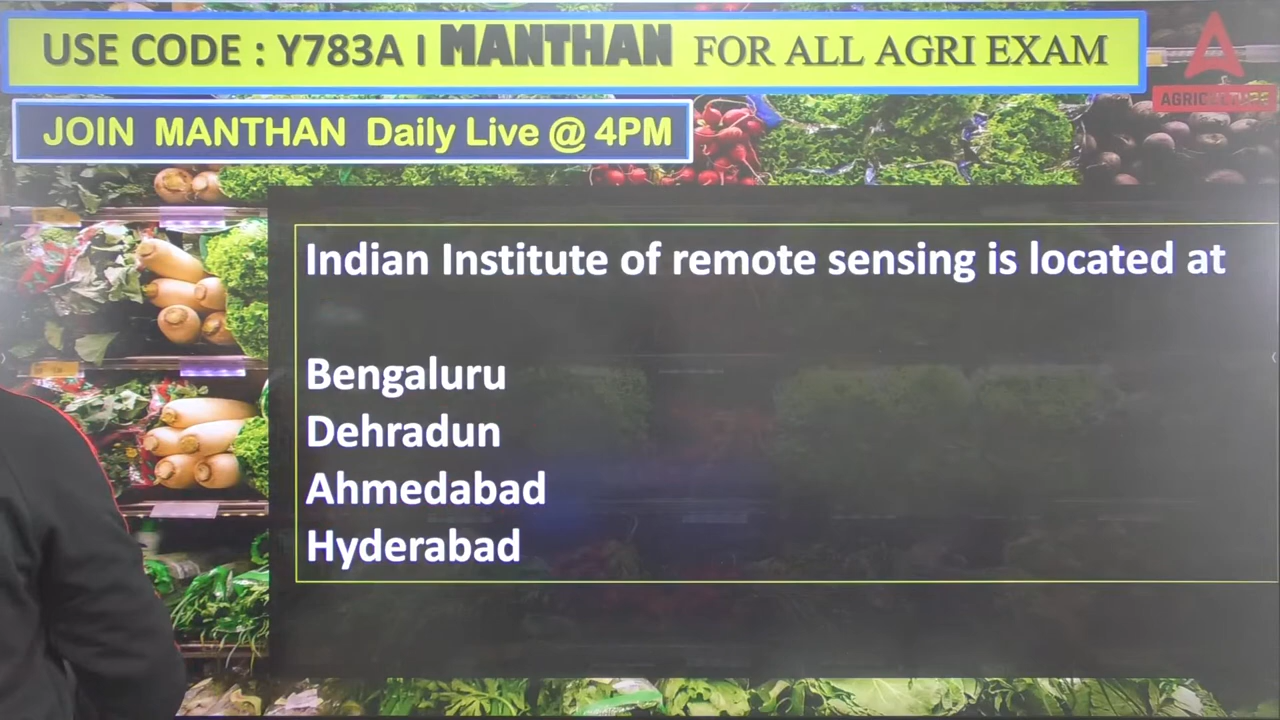 USE CODE : Y783A I MANTHAN FOR ALL AGRI EXAM
JOIN MANTHAN Daily Live @ 4PM
AGRICULTURE
Indian Institute of remote sensing is located at
Bengaluru
Dehradun
Ahmedabad
Hyderabad